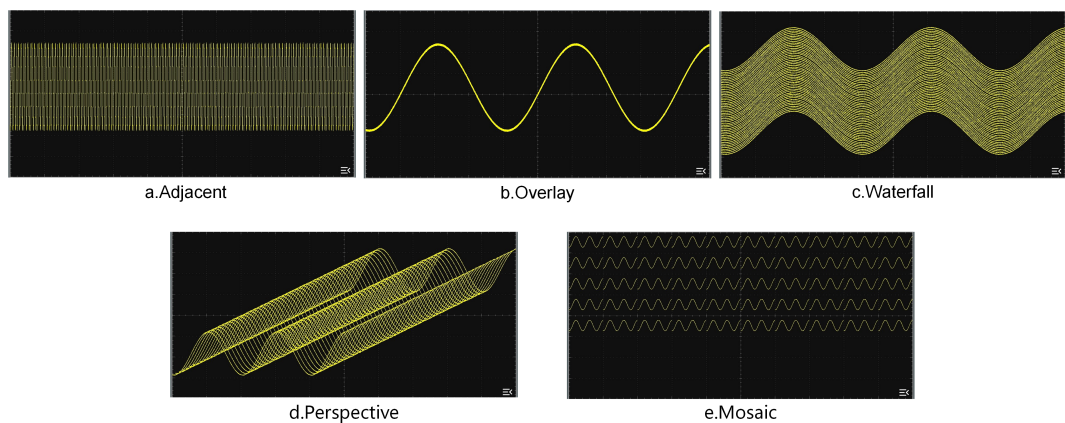 a.Adjacent
b.Overlay
c.Waterfall
d.Perspective
e.Mosaic